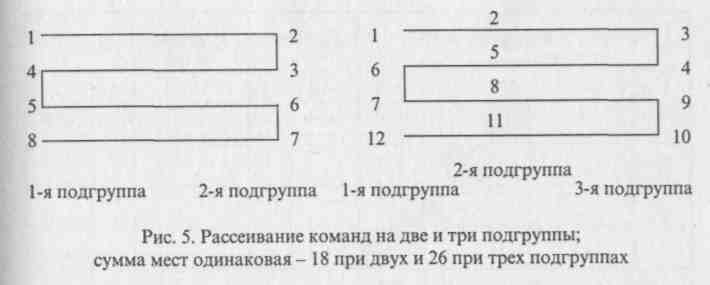 2
1 2 1 3
5
4 3 6 4
8
5 6 7 9
11
8 7 12 10
2-я подгруппа
1-я подгруппа 2-я подгруппа 1-я подгруппа 3-я подгруппа
Рис. 5. Рассеивание команд на две и три подгруппы;
сумма мест одинаковая – 18 при двух и 26 при трех подгруппах